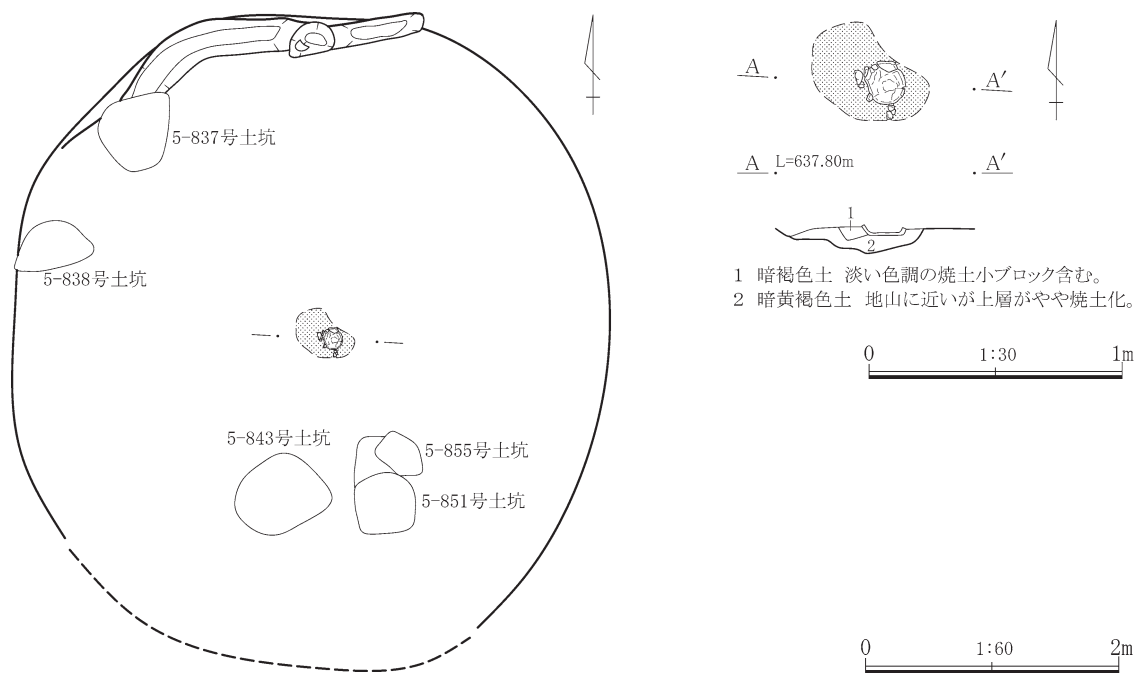 5-837号土坑
5-838号土坑
5-843号土坑
5-855号土坑
5-851号土坑
A
A′
A
L=637.80m
A′
1
2
1 暗褐色土 淡い色調の焼土小ブロック含む。
2 暗黄褐色土 地山に近いが上層がやや焼土化。
0
1:30
1m
0
1:60
2m